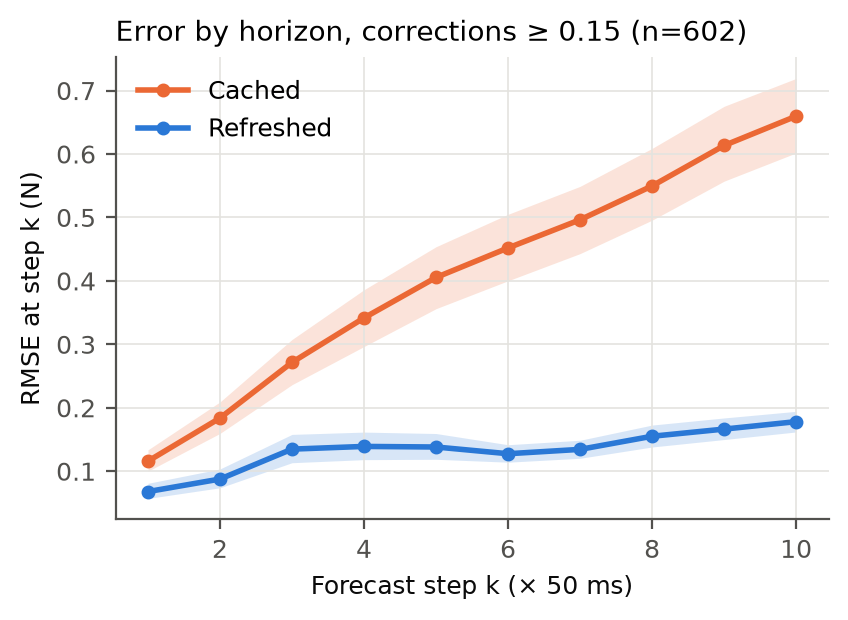 Error by horizon, corrections ≥ 0.15 (n=602)
Cached
Refreshed
RMSE at step k (N)
0.7
0.6
0.5
0.4
0.3
0.2
0.1
2 4 6 8 10
Forecast step k (× 50 ms)